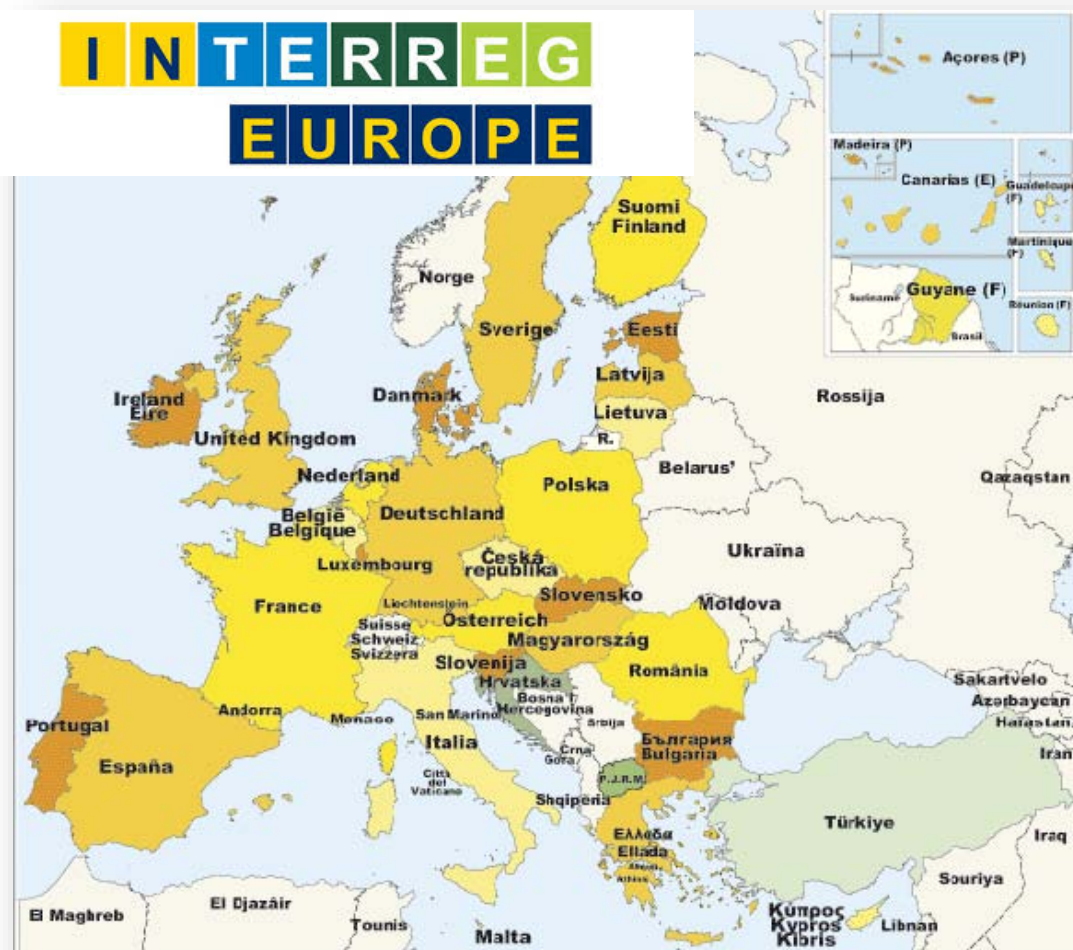 INTERREG
EUROPE
Açores (P)
Madeira (P)
Canarias (E)
Guadeloupe
(F)
Martinique
(F)
Guyane (F)
Suriname
Brasil
Réunion (F)
Suomi
Finland
Norge
Sverige
Eesti
Latvija
Lietuva
R.
Rossija
Ireland
Éire
Danmark
United Kingdom
Nederland
Belarus'
Polska
Qazaqstan
België
Belgique
Deutschland
Ukraïna
Luxembourg
Česká
republika
Slovensko
France
Liechtenstein
Österreich
Moldova
Suisse
Schweiz
Svizzera
Magyarország
Slovenija
România
Hrvatska
Bosna i
Hercegovina
Srbija
Sakartvelo
Azərbaycan
Hafastan
Iran
Andorra
Monaco
San Marino
Portugal
España
Italia
Crna
Gora
България
Bulgaria
Città
del
Vaticano
P.J.R.M.
Shqipëria
Türkiye
Iraq
Ελλαδα
Ellada
Souriya
El Maghreb
El Djazâir
Tounis
Malta
Κύπρος
Kypros
Kibris
Libnan